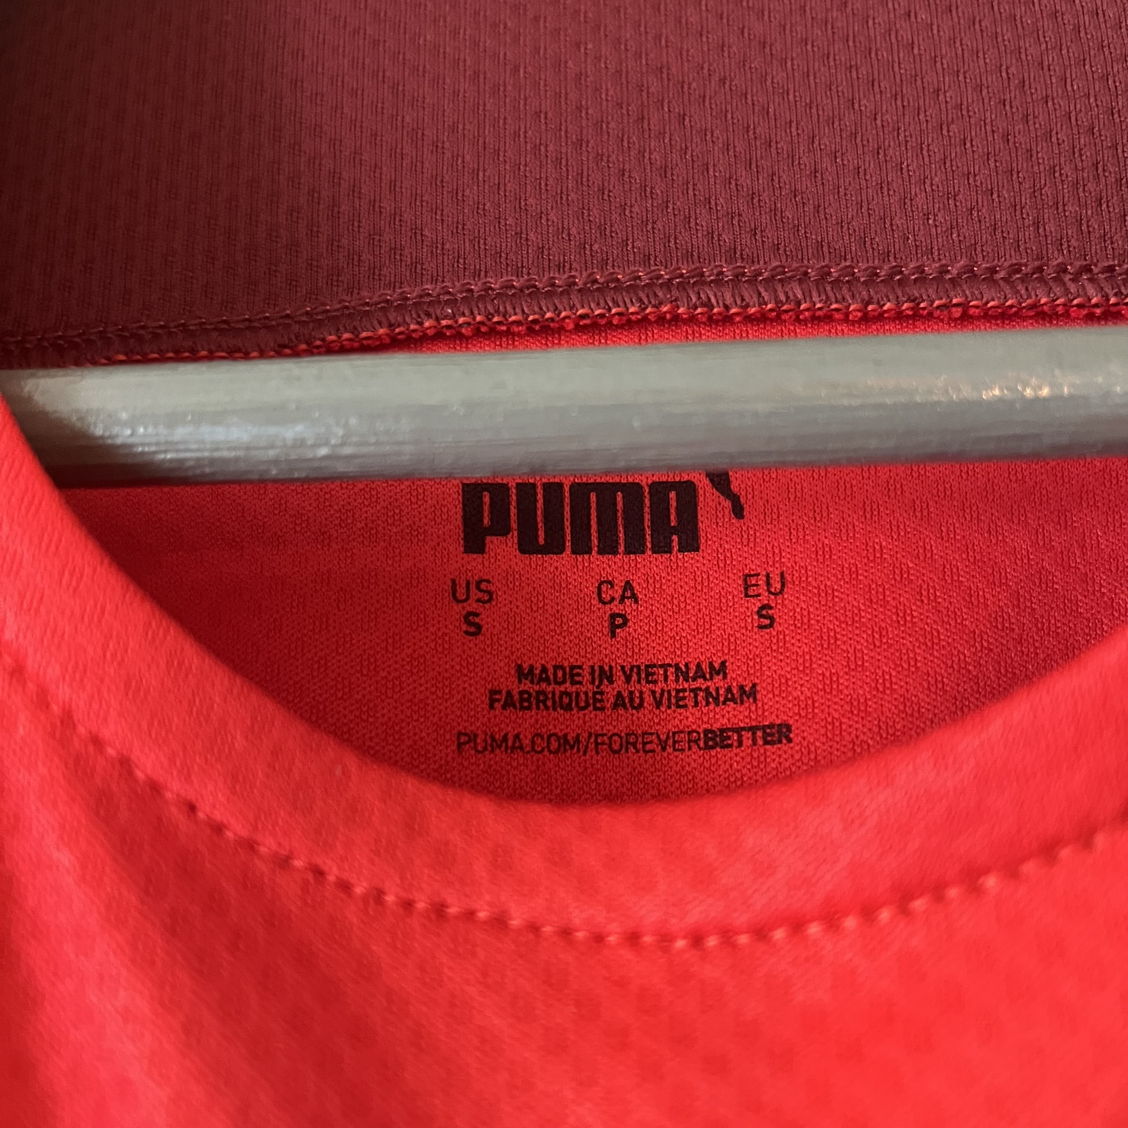 PUMA
US CA EU
S P S
MADE IN VIETNAM
FABRIQUÉ AU VIETNAM
PUMA.COM/FOREVERBETTER